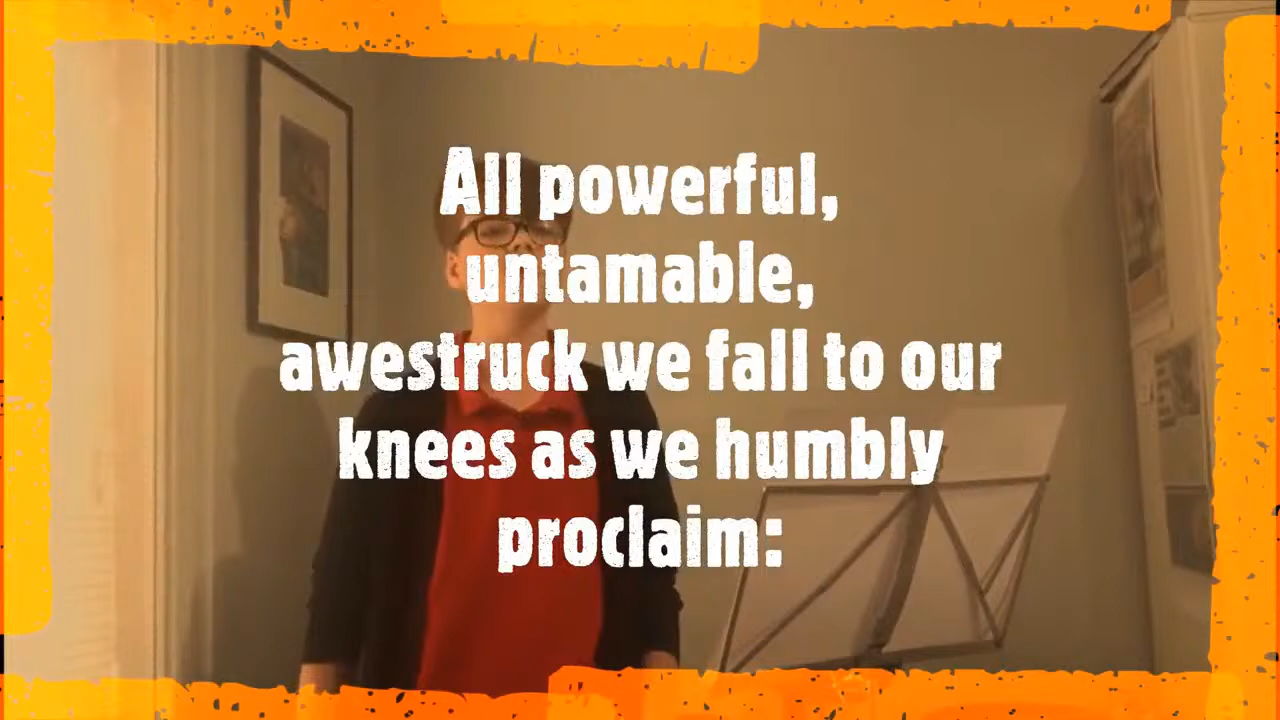 All powerful,
untamable,
awestruck we fall to our
knees as we humbly
proclaim: